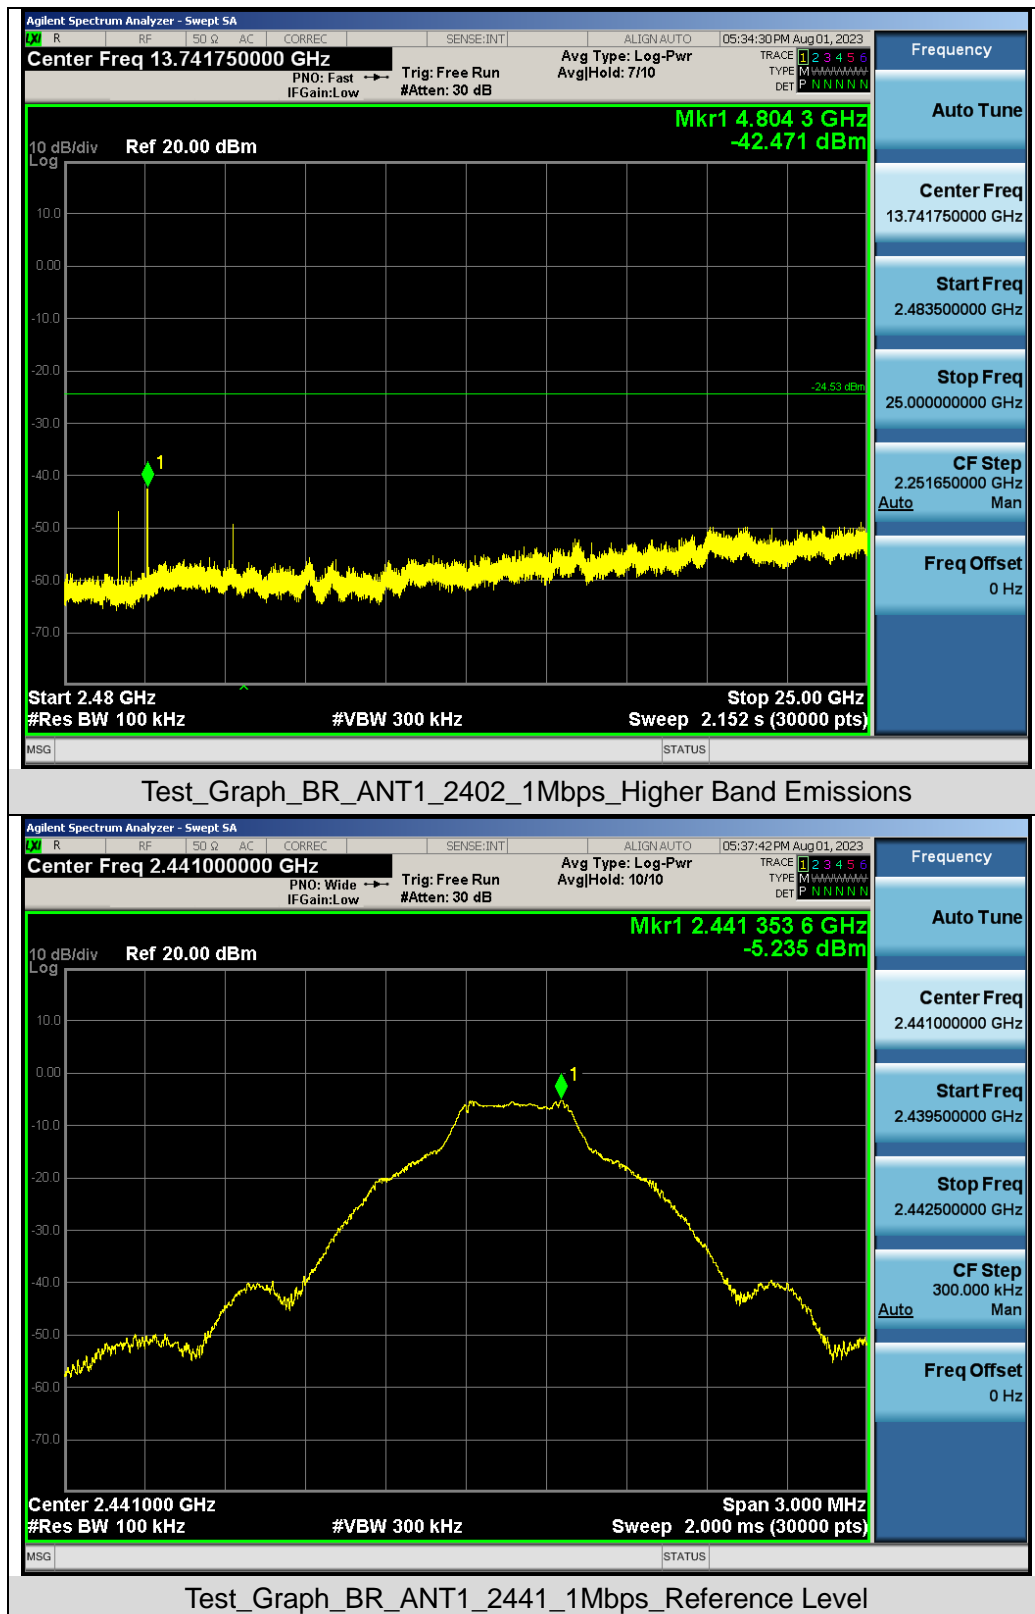 Agilent Spectrum Analyzer - Swept SA
LXI R RF 50 Ω AC CORREC SENSE:INT ALIGN AUTO 05:34:30 PM Aug 01, 2023
Center Freq 13.741750000 GHz
PNO: Fast
IFGain:Low
Trig: Free Run
#Atten: 30 dB
Avg Type: Log-Pwr
Avg|Hold: 7/10
TRACE 1 2 3 4 5 6
TYPE M WWWWW
DET P N N N N N
Mkr1 4.804 3 GHz
-42.471 dBm
10 dB/div Ref 20.00 dBm
Log
10.0
0.00
-10.0
-20.0
-24.53 dBm
-30.0
1
-40.0
-50.0
-60.0
-70.0
Start 2.48 GHz Stop 25.00 GHz
#Res BW 100 kHz #VBW 300 kHz Sweep 2.152 s (30000 pts)
MSG STATUS
Frequency
Auto Tune
Center Freq
13.741750000 GHz
Start Freq
2.483500000 GHz
Stop Freq
25.000000000 GHz
CF Step
2.251650000 GHz
Auto Man
Freq Offset
0 Hz
Test_Graph_BR_ANT1_2402_1Mbps_Higher Band Emissions
Agilent Spectrum Analyzer - Swept SA
LXI R RF 50 Ω AC CORREC SENSE:INT ALIGN AUTO 05:37:42 PM Aug 01, 2023
Center Freq 2.441000000 GHz
PNO: Wide
IFGain:Low
Trig: Free Run
#Atten: 30 dB
Avg Type: Log-Pwr
Avg|Hold: 10/10
TRACE 1 2 3 4 5 6
TYPE M WWWWW
DET P N N N N N
Mkr1 2.441 353 6 GHz
-5.235 dBm
10 dB/div Ref 20.00 dBm
Log
10.0
0.00
1
-10.0
-20.0
-30.0
-40.0
-50.0
-60.0
-70.0
Center 2.441000 GHz Span 3.000 MHz
#Res BW 100 kHz #VBW 300 kHz Sweep 2.000 ms (30000 pts)
MSG STATUS
Frequency
Auto Tune
Center Freq
2.441000000 GHz
Start Freq
2.439500000 GHz
Stop Freq
2.442500000 GHz
CF Step
300.000 kHz
Auto Man
Freq Offset
0 Hz
Test_Graph_BR_ANT1_2441_1Mbps_Reference Level